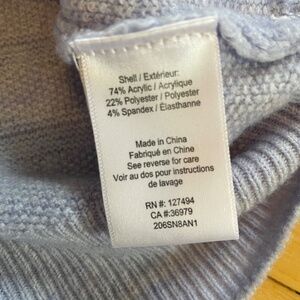 Shell / Extérieur:
74% Acrylic / Acrylique
22% Polyester / Polyester
4% Spandex / Élasthanne
Made in China
Fabriqué en Chine
See reverse for care
Voir au dos pour instructions
de lavage
RN #: 127494
CA #:36979
206SN8AN1